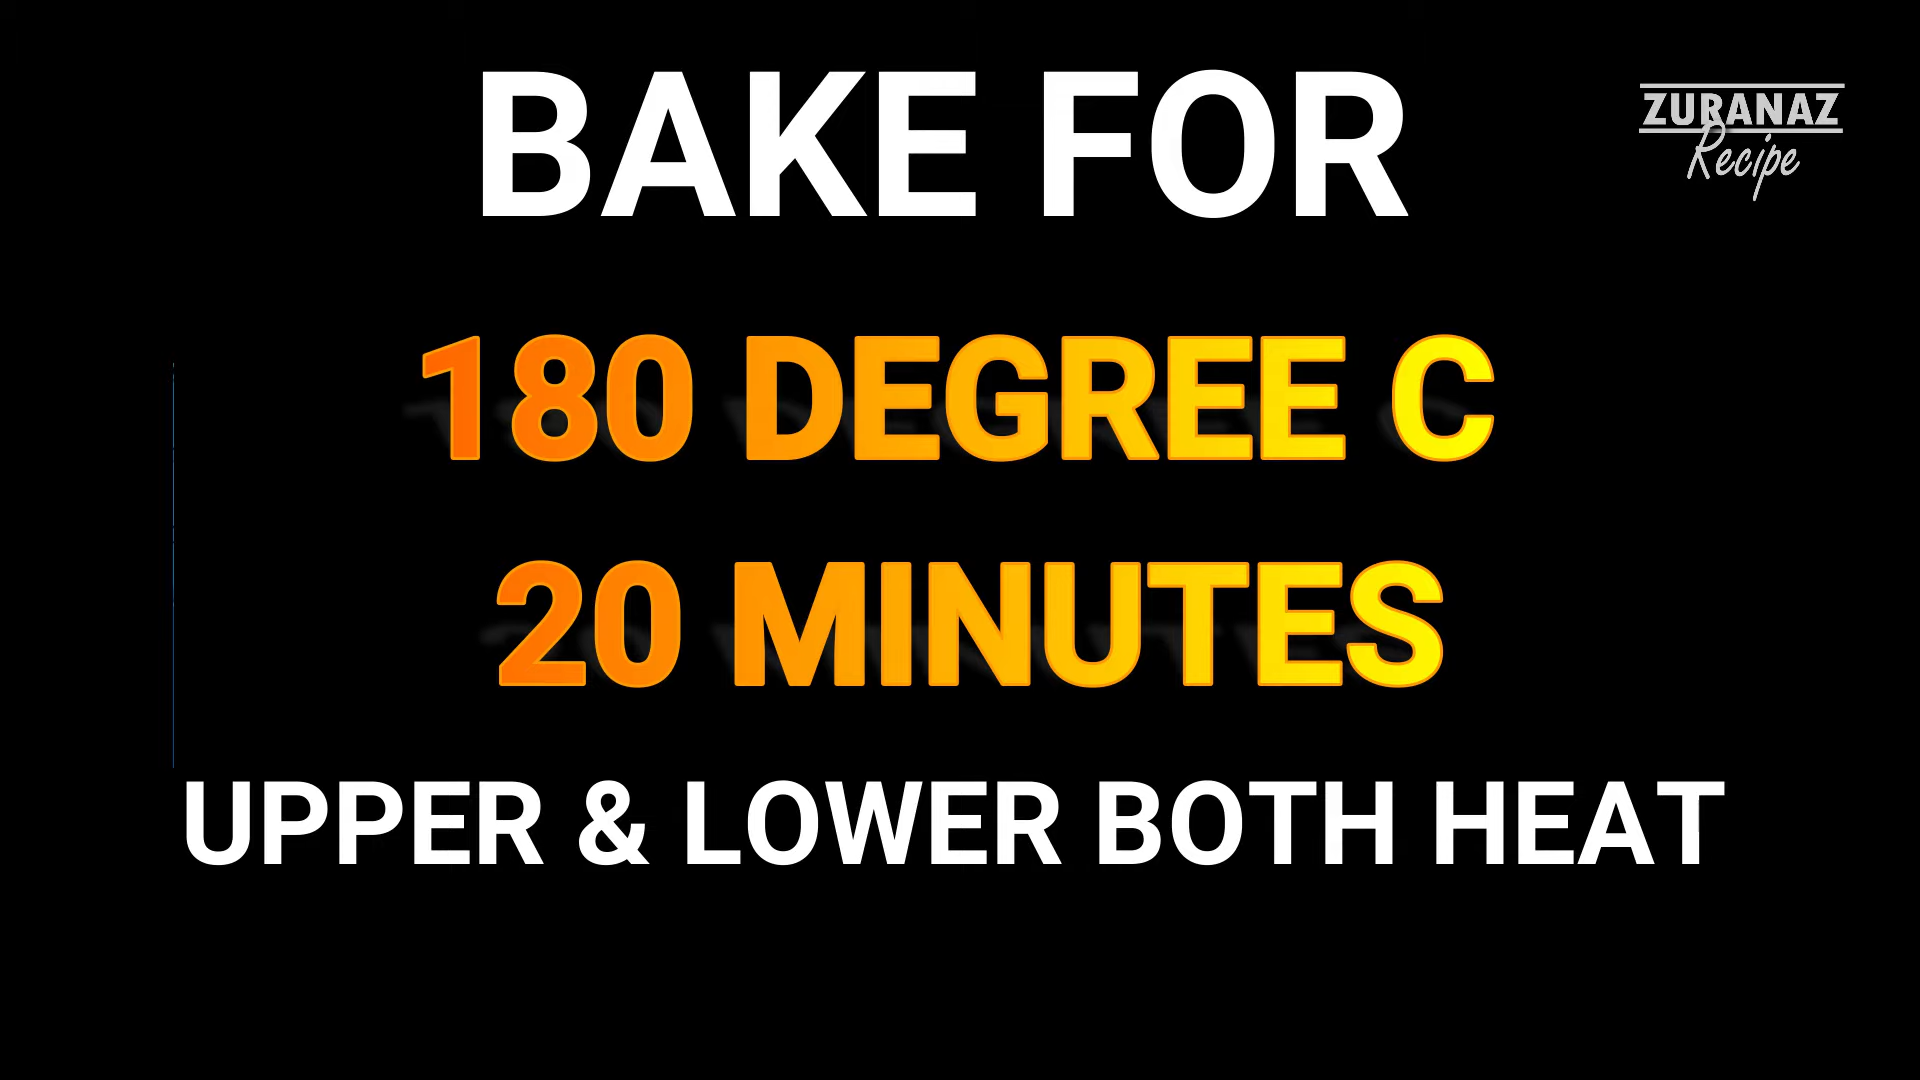 BAKE FOR
ZURANAZ
Recipe
180 DEGREE C
20 MINUTES
UPPER & LOWER BOTH HEAT